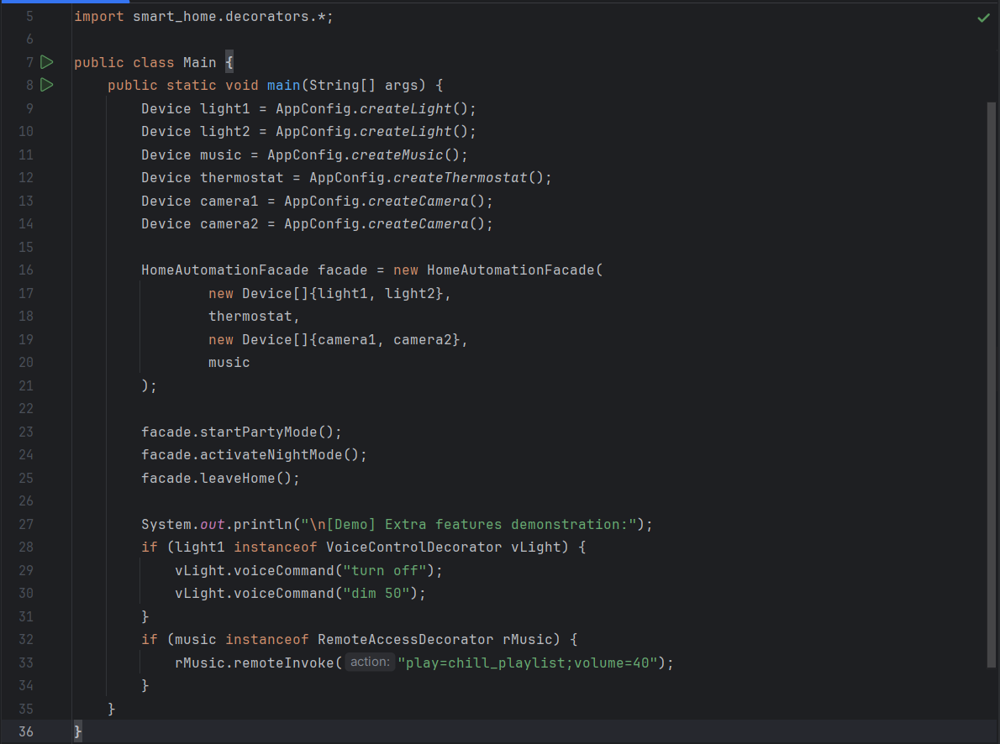 5 import smart_home.decorators.*;
6
7 public class Main {
8     public static void main(String[] args) {
9         Device light1 = AppConfig.createLight();
10         Device light2 = AppConfig.createLight();
11         Device music = AppConfig.createMusic();
12         Device thermostat = AppConfig.createThermostat();
13         Device camera1 = AppConfig.createCamera();
14         Device camera2 = AppConfig.createCamera();
15
16         HomeAutomationFacade facade = new HomeAutomationFacade(
17                 new Device[]{light1, light2},
18                 thermostat,
19                 new Device[]{camera1, camera2},
20                 music
21         );
22
23         facade.startPartyMode();
24         facade.activateNightMode();
25         facade.leaveHome();
26
27         System.out.println("\n[Demo] Extra features demonstration:");
28         if (light1 instanceof VoiceControlDecorator vLight) {
29             vLight.voiceCommand("turn off");
30             vLight.voiceCommand("dim 50");
31         }
32         if (music instanceof RemoteAccessDecorator rMusic) {
33             rMusic.remoteInvoke( action: "play=chill_playlist;volume=40");
34         }
35     }
36 }